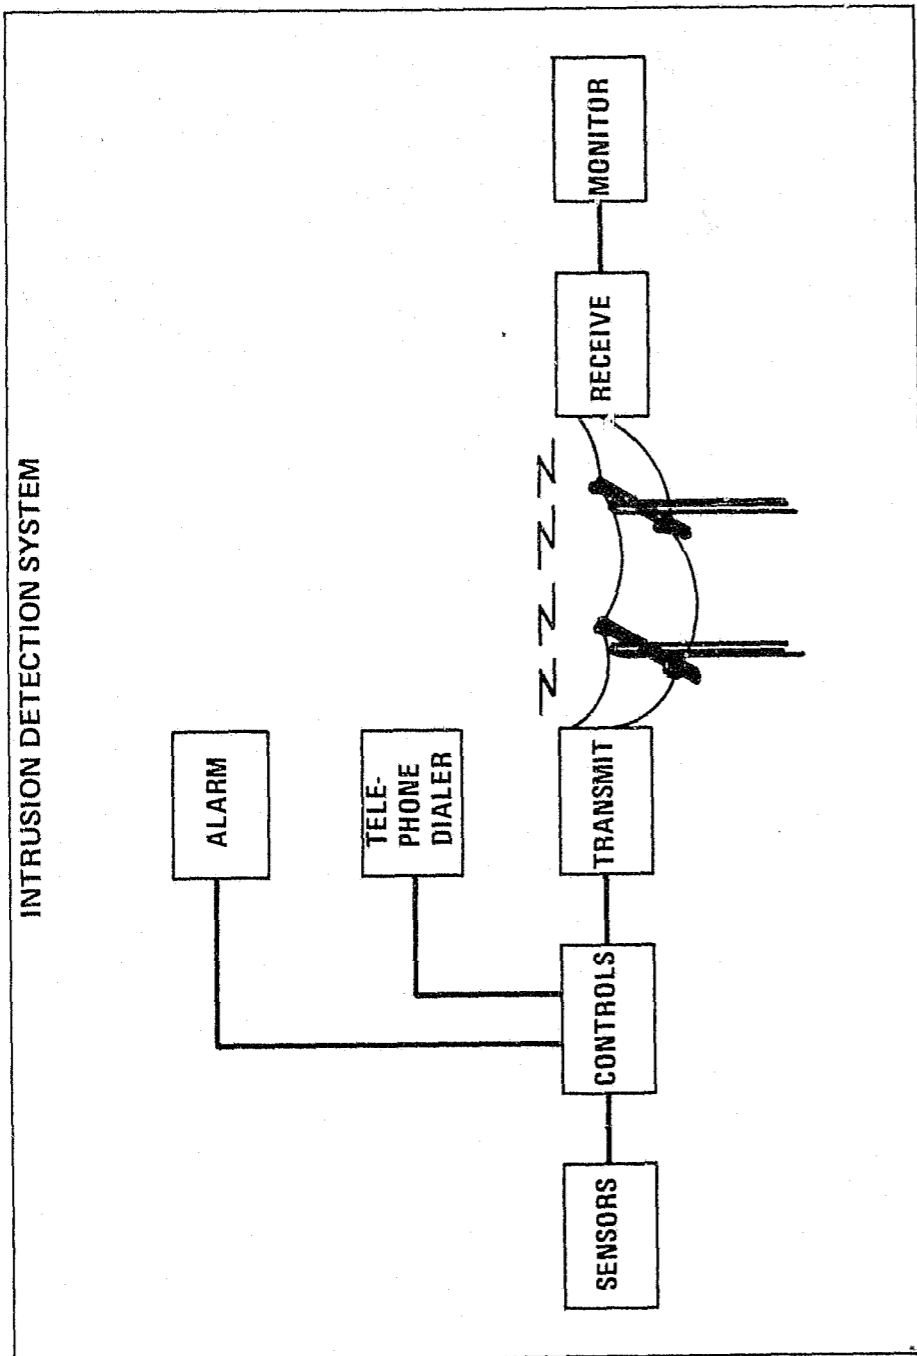 INTRUSION DETECTION SYSTEM
ALARM
TELE-
PHONE
DIALER
SENSORS
CONTROLS
TRANSMIT
RECEIVE
MONITOR